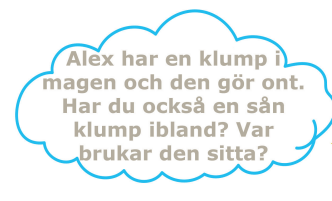 Alex har en klump i
magen och den gör ont.
Har du också en sån
klump ibland? Var
brukar den sitta?